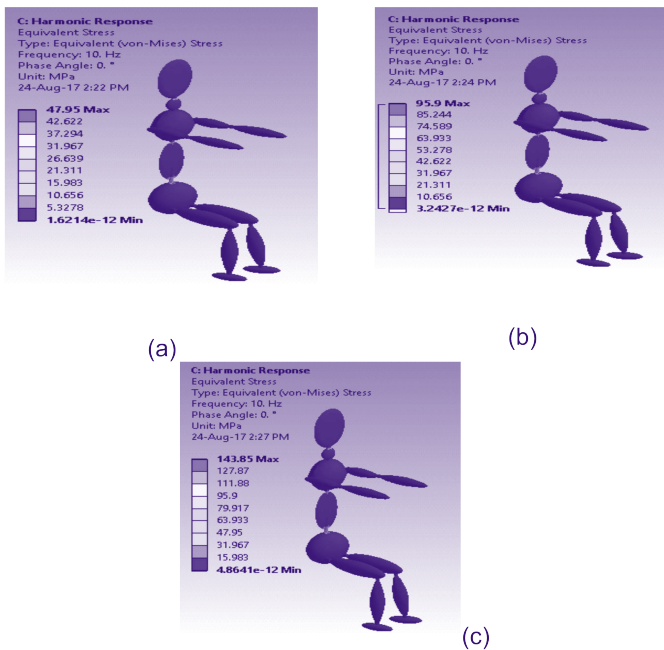 C: Harmonic Response
Equivalent Stress
Type: Equivalent (von-Mises) Stress
Frequency: 10. Hz
Phase Angle: 0. °
Unit: MPa
24-Aug-17 2:22 PM
47.95 Max
42.622
37.294
31.967
26.639
21.311
15.983
10.656
5.3278
1.6214e-12 Min
(a)
C: Harmonic Response
Equivalent Stress
Type: Equivalent (von-Mises) Stress
Frequency: 10. Hz
Phase Angle: 0. °
Unit: MPa
24-Aug-17 2:24 PM
95.9 Max
85.244
74.589
63.933
53.278
42.622
31.967
21.311
10.656
3.2427e-12 Min
(b)
C: Harmonic Response
Equivalent Stress
Type: Equivalent (von-Mises) Stress
Frequency: 10. Hz
Phase Angle: 0. °
Unit: MPa
24-Aug-17 2:27 PM
143.85 Max
127.87
111.88
95.9
79.917
63.933
47.95
31.967
15.983
4.8641e-12 Min
(c)